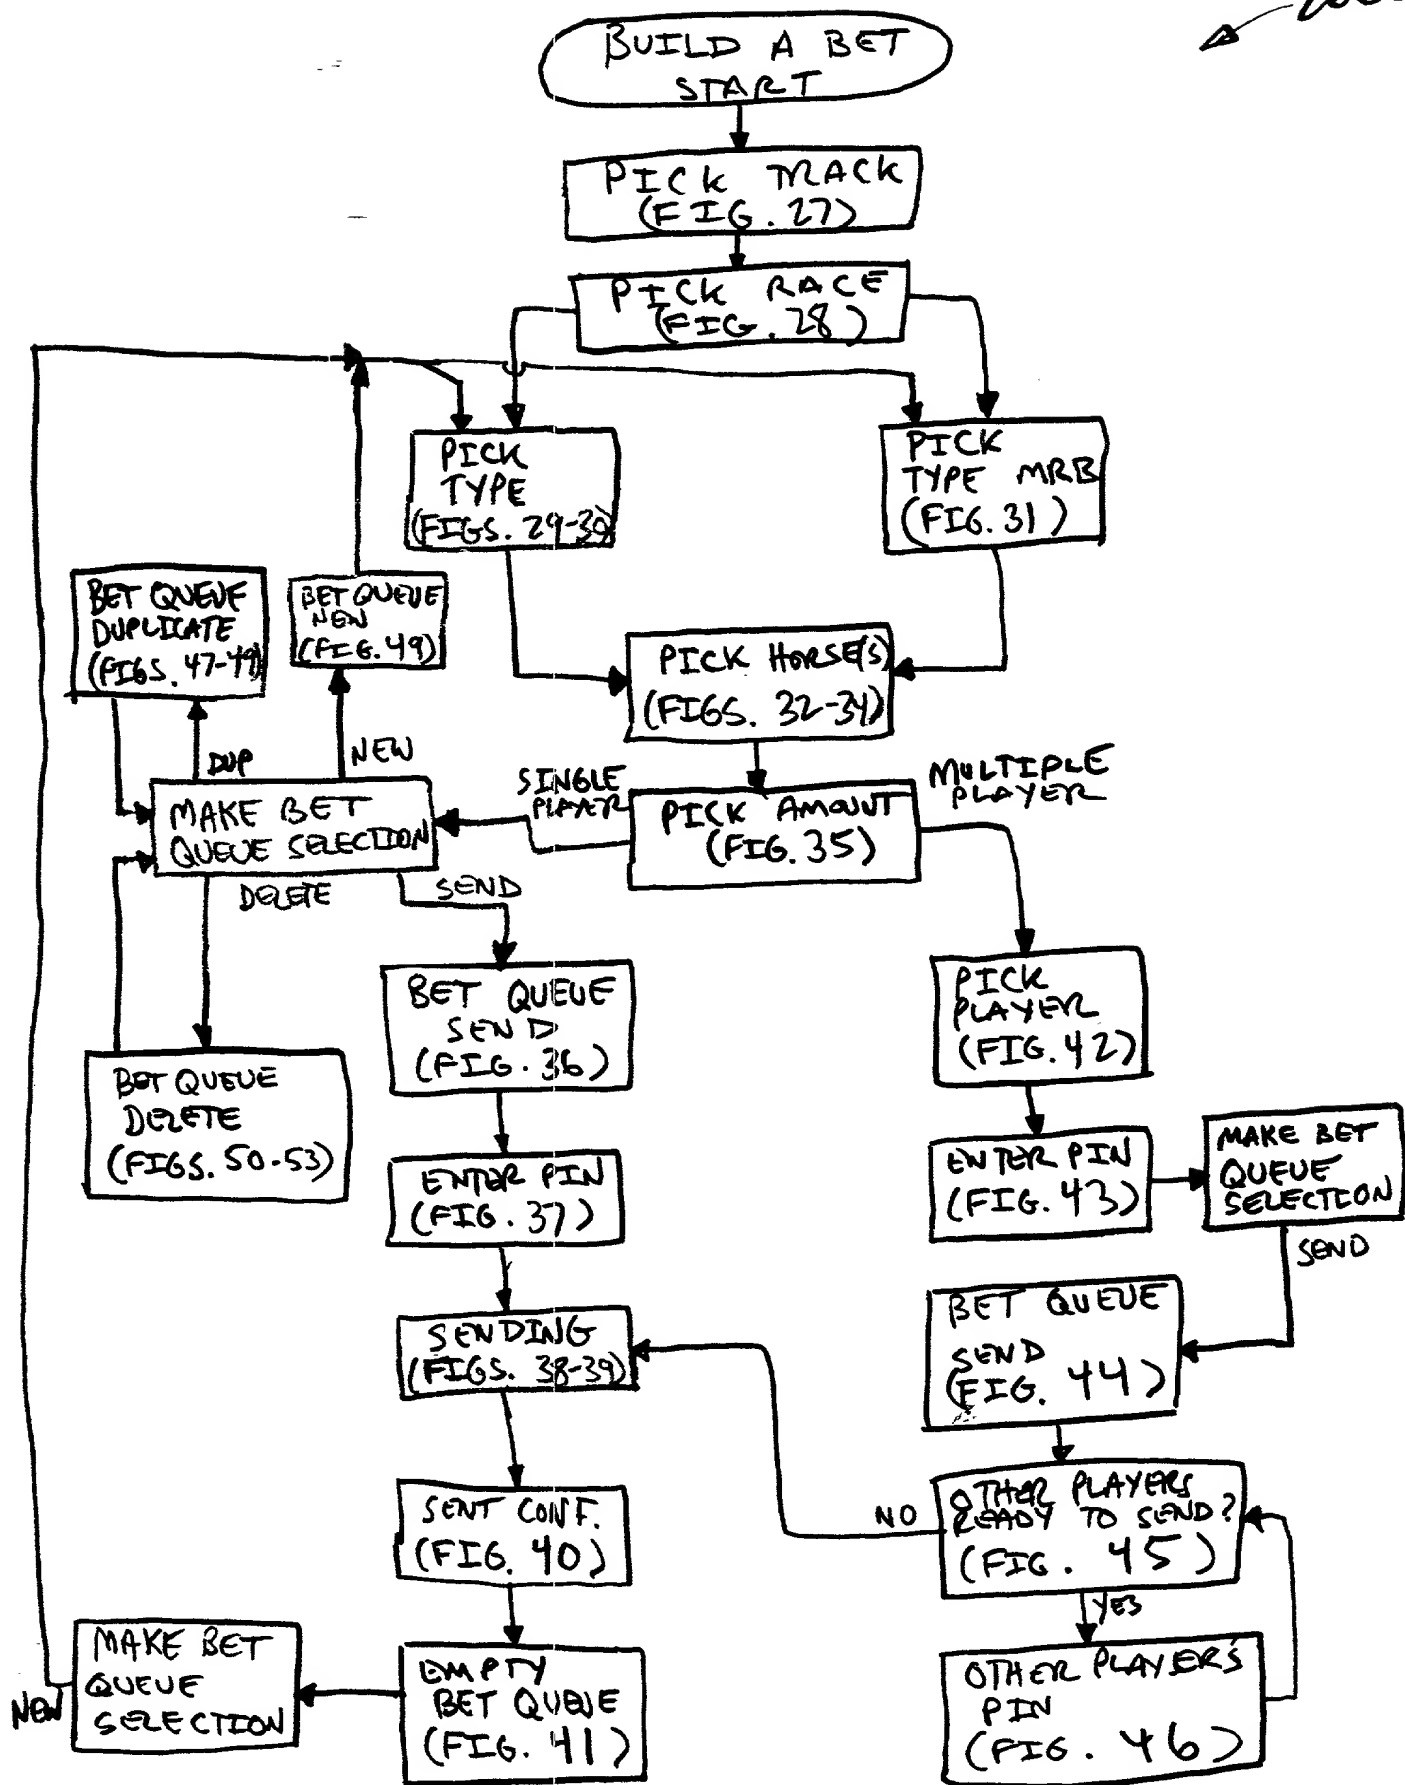 BUILD A BET
START
PICK TRACK
(FIG. 27)
PICK RACE
(FIG. 28)
PICK
TYPE
(FIGS. 29-30)
PICK
TYPE MRB
(FIG. 31)
BET QUEUE
DUPLICATE
(FIGS. 47-49)
BET QUEUE
NEW
(FIG. 49)
PICK HORSE(S)
(FIGS. 32-34)
DUP
NEW
SINGLE
PLAYER
MULTIPLE
PLAYER
MAKE BET
QUEUE SELECTION
PICK AMOUNT
(FIG. 35)
DELETE
SEND
BET QUEUE
SEND
(FIG. 36)
PICK
PLAYER
(FIG. 42)
BET QUEUE
DELETE
(FIGS. 50-53)
ENTER PIN
(FIG. 37)
ENTER PIN
(FIG. 43)
MAKE BET
QUEUE
SELECTION
SEND
SENDING
(FIGS. 38-39)
BET QUEUE
SEND
(FIG. 44)
SENT CONF.
(FIG. 40)
NO
OTHER PLAYERS
READY TO SEND?
(FIG. 45)
YES
MAKE BET
QUEUE
SELECTION
NEW
EMPTY
BET QUEUE
(FIG. 41)
OTHER PLAYER'S
PIN
(FIG. 46)